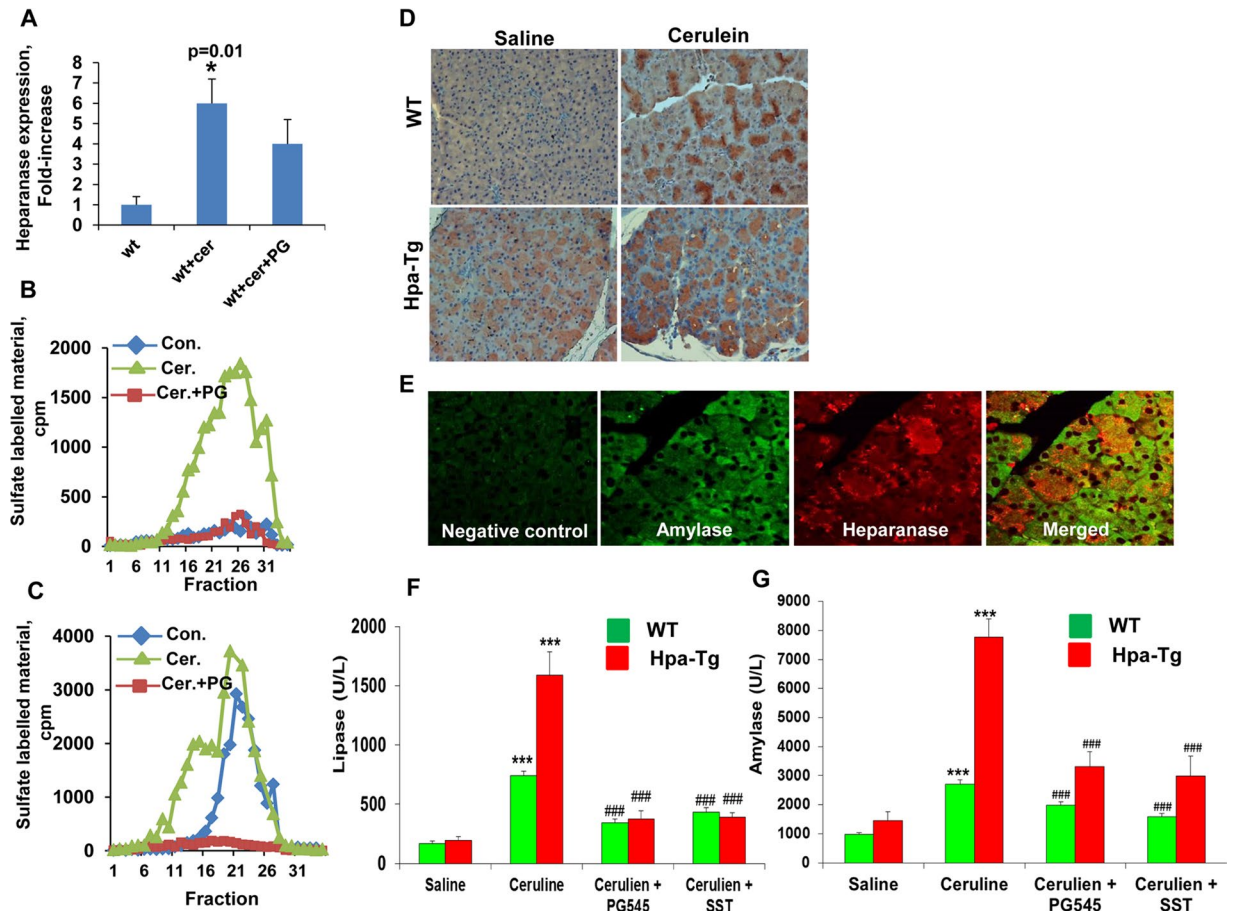 A
p=0.01
*
Heparanase expression,
Fold-increase
8
7
6
5
4
3
2
1
0
wt
wt+cer
wt+cer+PG
B
Con.
Cer.
Cer.+PG
Sulfate labelled material,
cpm
2000
1500
1000
500
0
1 6 11 16 21 26 31
Fraction
C
Con.
Cer.
Cer.+PG
Sulfate labelled material,
cpm
4000
3000
2000
1000
0
1 6 11 16 21 26 31
Fraction
D
Saline Cerulein
WT
Hpa-Tg
E
Negative control Amylase Heparanase Merged
F
WT
Hpa-Tg
Lipase (U/L)
2000
1500
1000
500
0
*** ***
### ###
### ###
Saline Ceruline Cerulien + PG545 Cerulien + SST
G
WT
Hpa-Tg
Amylase (U/L)
9000
8000
7000
6000
5000
4000
3000
2000
1000
0
*** ***
### ###
### ###
Saline Ceruline Cerulien + PG545 Cerulien + SST